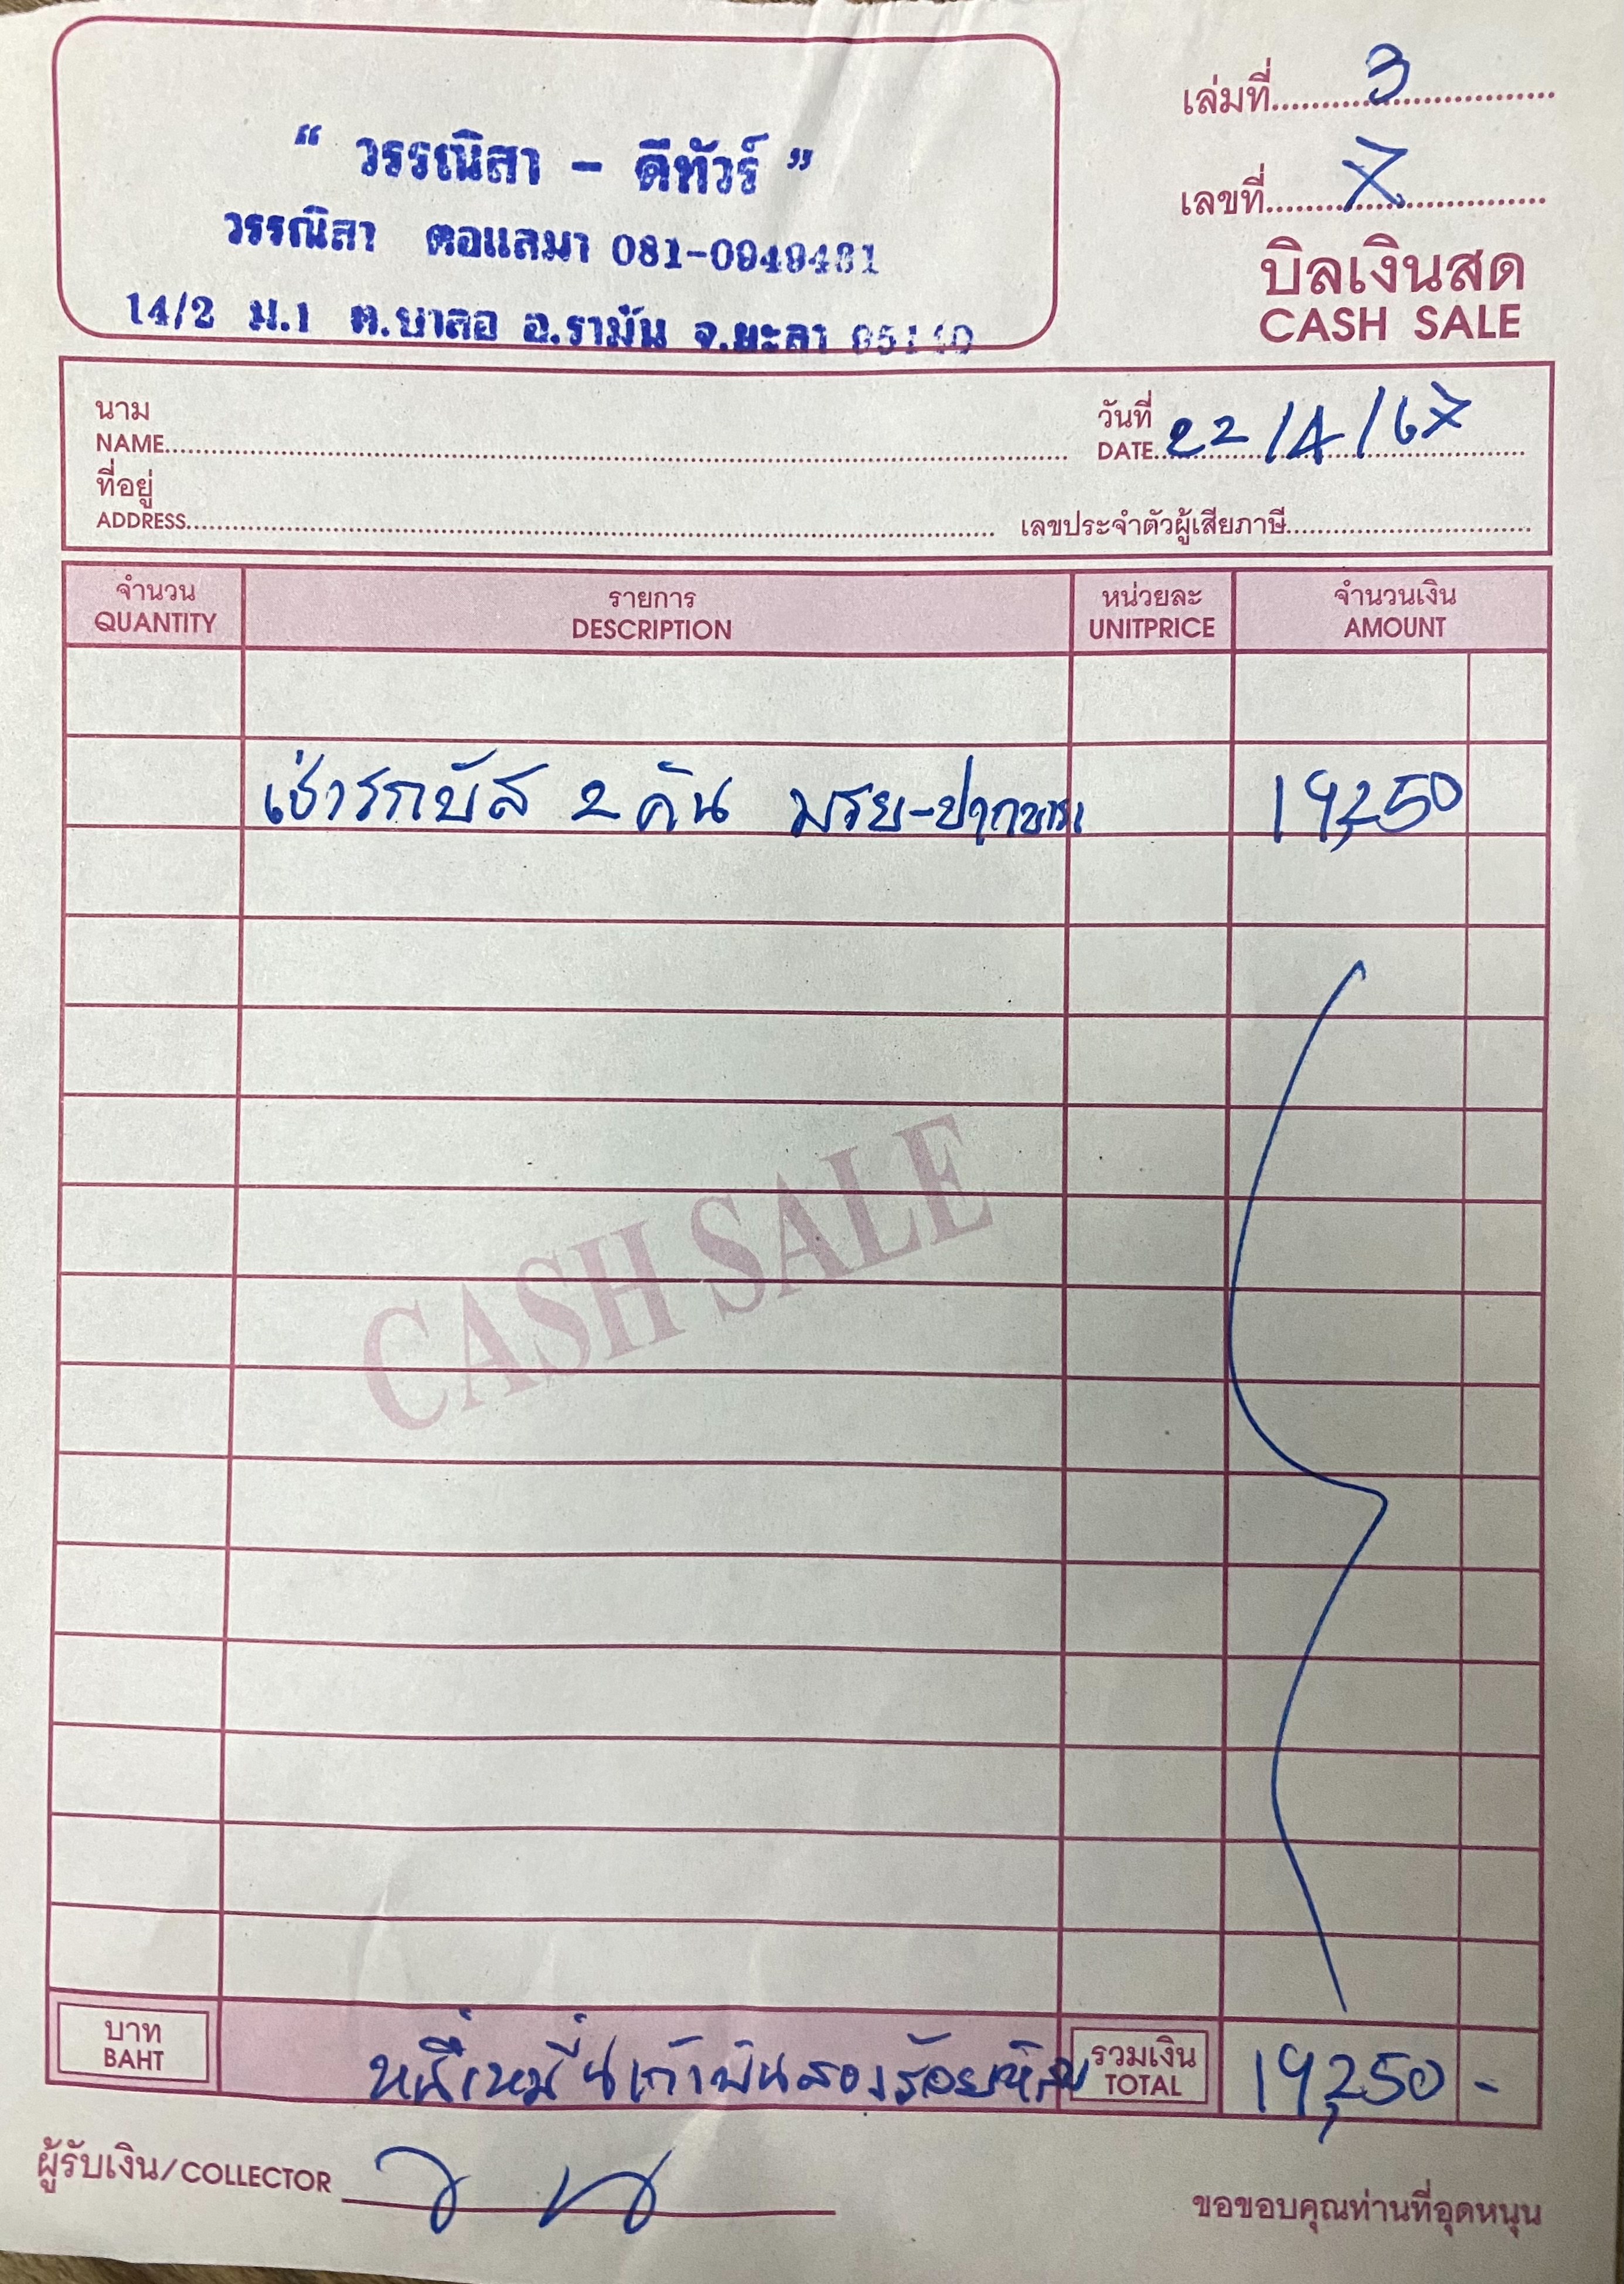 เล่มที่ 3
เลขที่ 7
บิลเงินสด
CASH SALE
“ วรรณิสา - ดีทัวร์ ”
วรรณิสา ตอแลมา 081-0949481
14/2 ม.1 ต.บาลอ อ.รามัน จ.ยะลา 95140
นาม
NAME
วันที่
DATE 22/4/67
ที่อยู่
ADDRESS
เลขประจำตัวผู้เสียภาษี
จำนวน รายการ หน่วยละ จำนวนเงิน
QUANTITY DESCRIPTION UNITPRICE AMOUNT
เช่ารถบัส 2 คัน มรย-ปากบารา 19,250
CASH SALE
บาท
BAHT
หนึ่งหมื่นเก้าพันสองร้อยห้าสิบ
รวมเงิน
TOTAL
19,250 -
ผู้รับเงิน/COLLECTOR
ขอขอบคุณท่านที่อุดหนุน